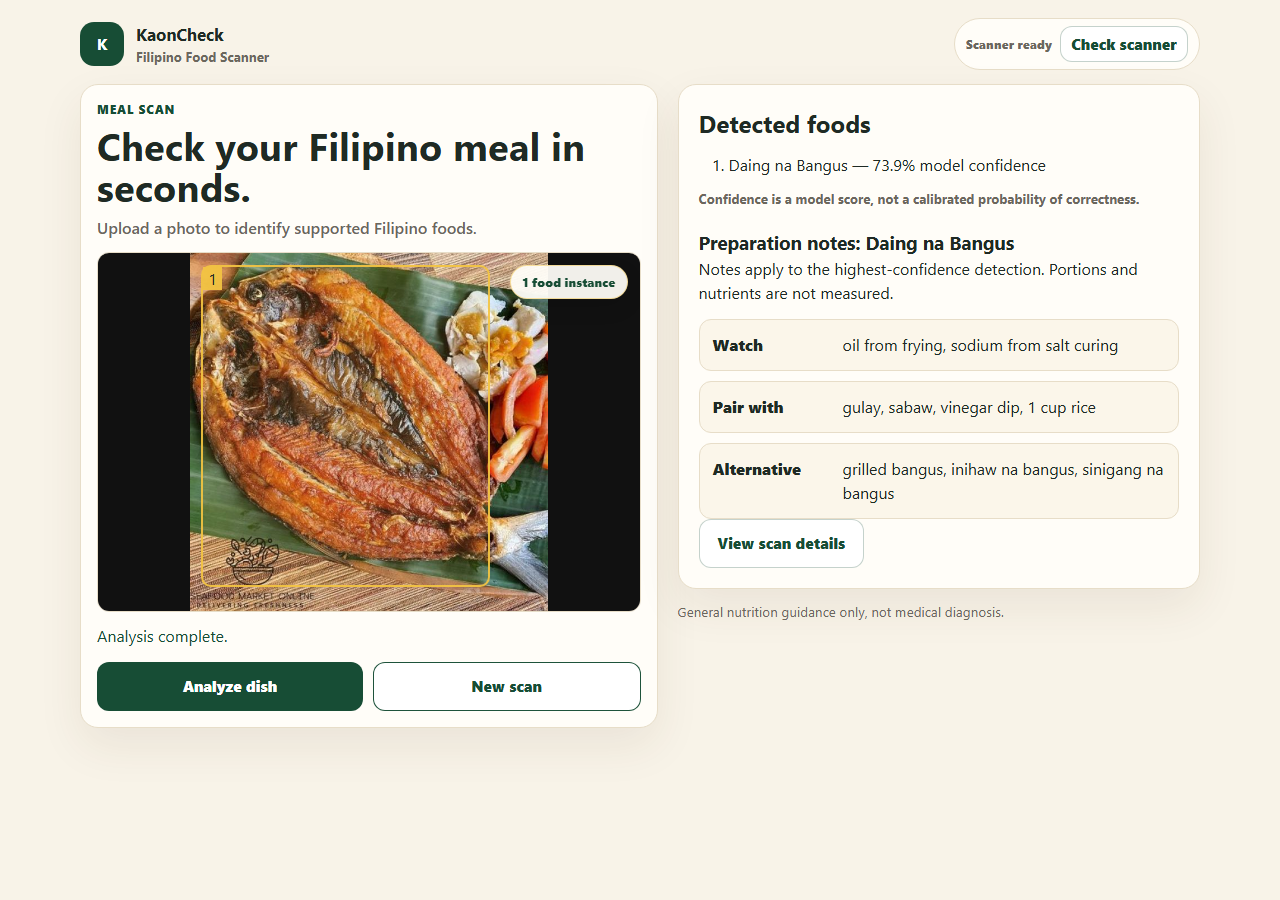 K
KaonCheck
Filipino Food Scanner
Scanner ready
Check scanner
MEAL SCAN
Check your Filipino meal in
seconds.
Upload a photo to identify supported Filipino foods.
1
1 food instance
SEAFOOD MARKET ONLINE
DELIVERING FRESHNESS
Analysis complete.
Analyze dish
New scan
Detected foods
1. Daing na Bangus — 73.9% model confidence
Confidence is a model score, not a calibrated probability of correctness.
Preparation notes: Daing na Bangus
Notes apply to the highest-confidence detection. Portions and
nutrients are not measured.
Watch
oil from frying, sodium from salt curing
Pair with
gulay, sabaw, vinegar dip, 1 cup rice
Alternative
grilled bangus, inihaw na bangus, sinigang na
bangus
View scan details
General nutrition guidance only, not medical diagnosis.